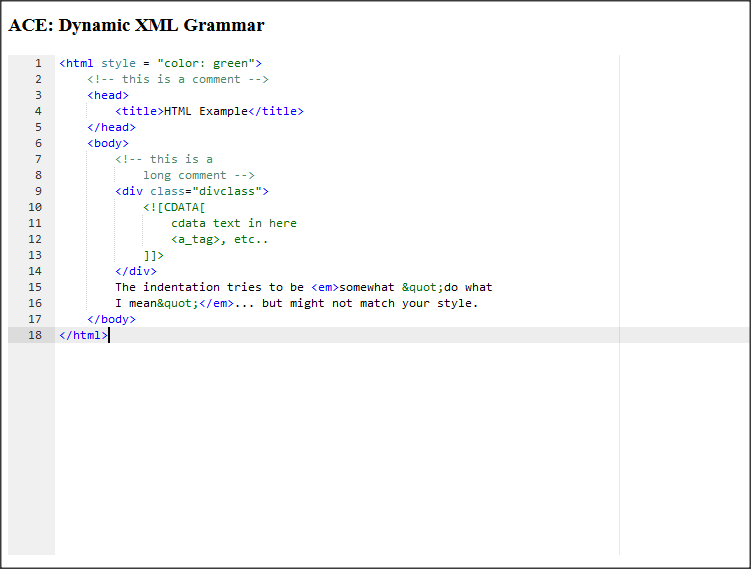 ACE: Dynamic XML Grammar
1 <html style = "color: green">
2 <!-- this is a comment -->
3 <head>
4 <title>HTML Example</title>
5 </head>
6 <body>
7 <!-- this is a
8 long comment -->
9 <div class="divclass">
10 <![CDATA[
11 cdata text in here
12 <a_tag>, etc..
13 ]]>
14 </div>
15 The indentation tries to be <em>somewhat &quot;do what
16 I mean&quot;</em>... but might not match your style.
17 </body>
18 </html>